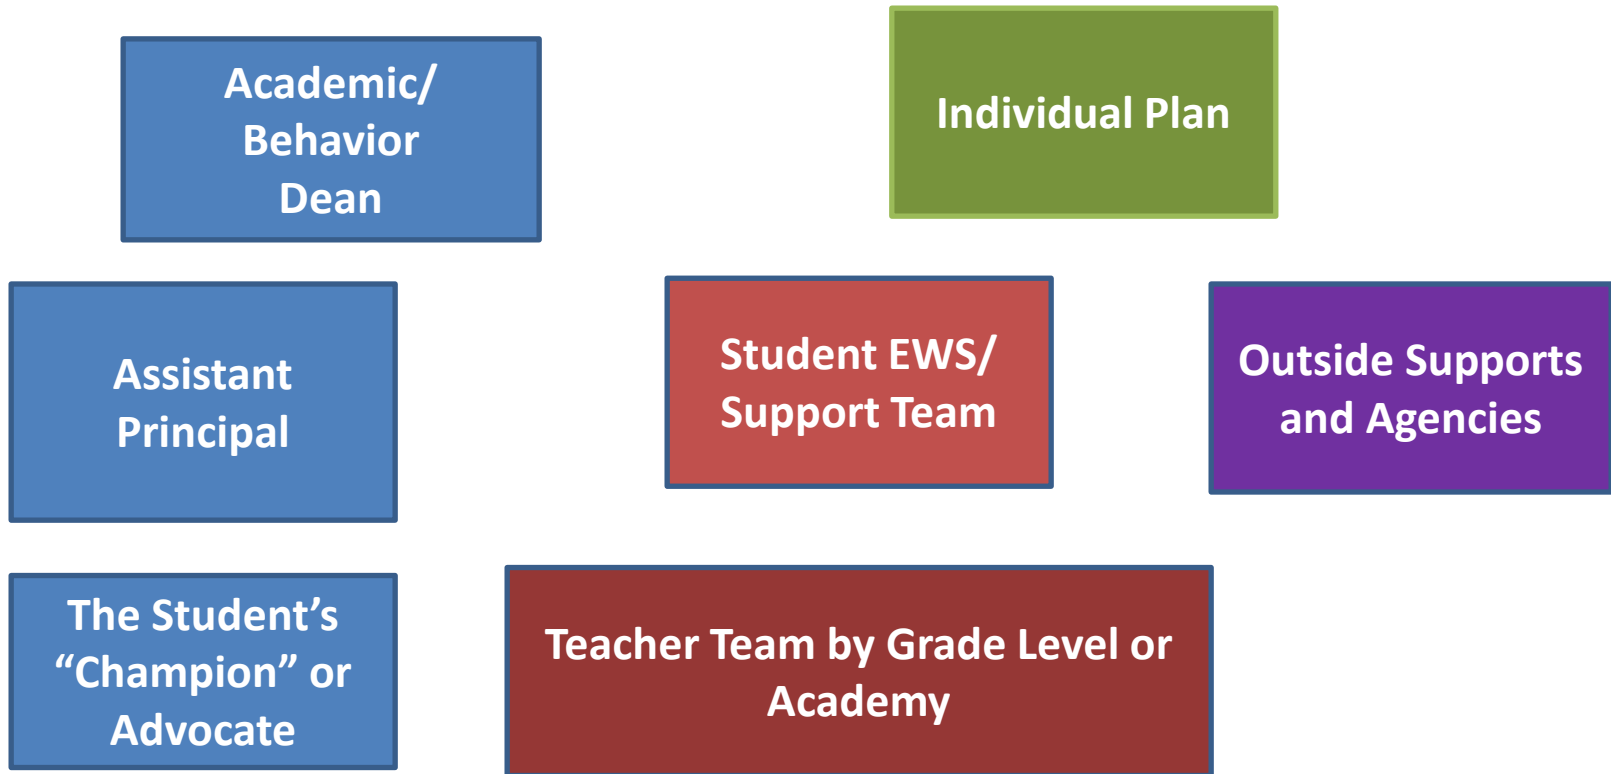 Academic/
Behavior
Dean
Individual Plan
Assistant
Principal
Student EWS/
Support Team
Outside Supports
and Agencies
The Student’s
“Champion” or
Advocate
Teacher Team by Grade Level or
Academy